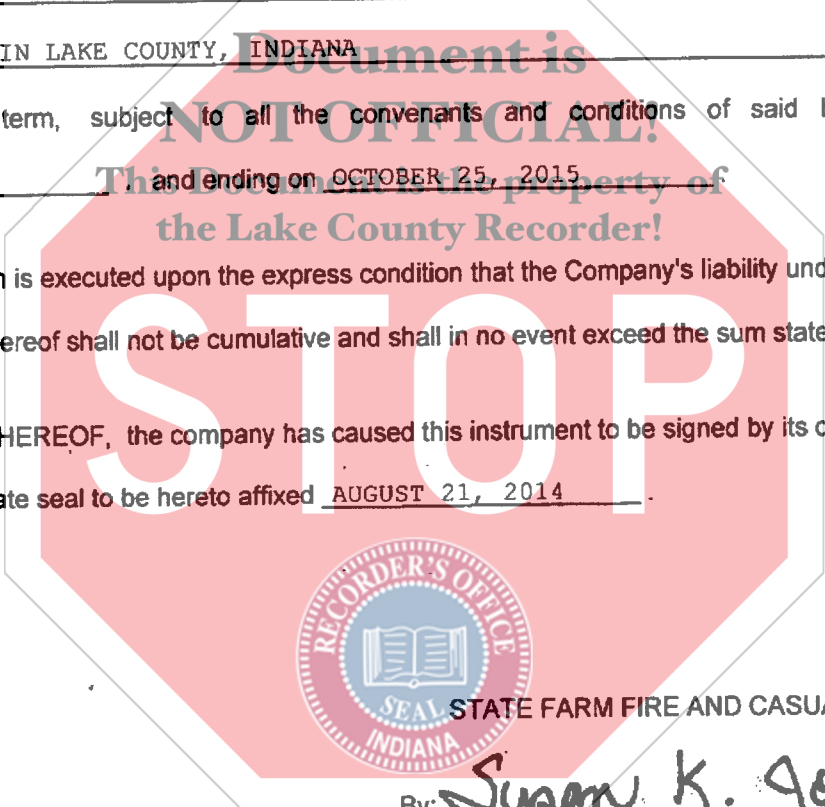 IN LAKE COUNTY, INDIANA
Document is
term, subject to all the convenants and conditions of said
NOT OFFICIAL!
, and ending on OCTOBER 25, 2015
This Document is the property of
the Lake County Recorder!
is executed upon the express condition that the Company's liability und
ereof shall not be cumulative and shall in no event exceed the sum state
STOP
HEREOF, the company has caused this instrument to be signed by its
ate seal to be hereto affixed AUGUST 21, 2014.
RECORDER'S OFFICE
SEAL
INDIANA
STATE FARM FIRE AND CASUA
By: Susan K.